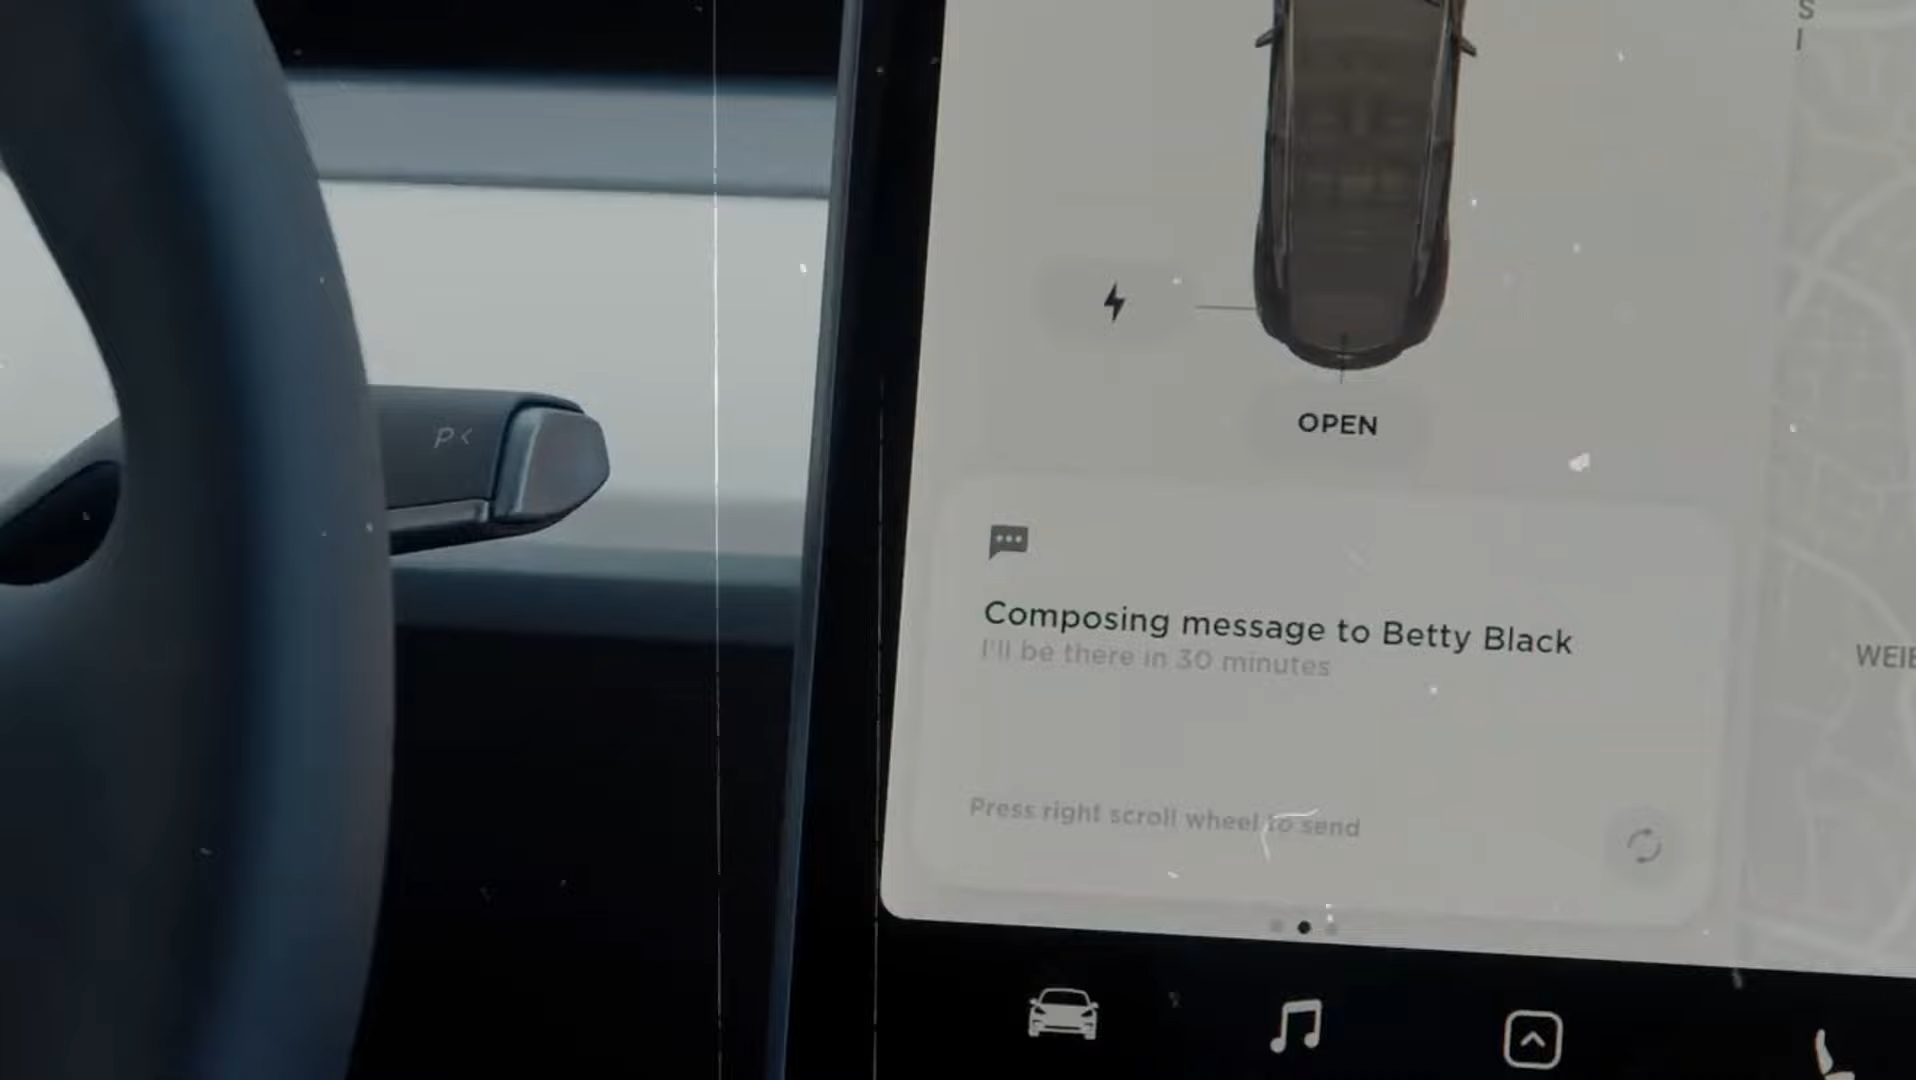 S
P<
OPEN
Composing message to Betty Black
I'll be there in 30 minutes
Press right scroll wheel to send